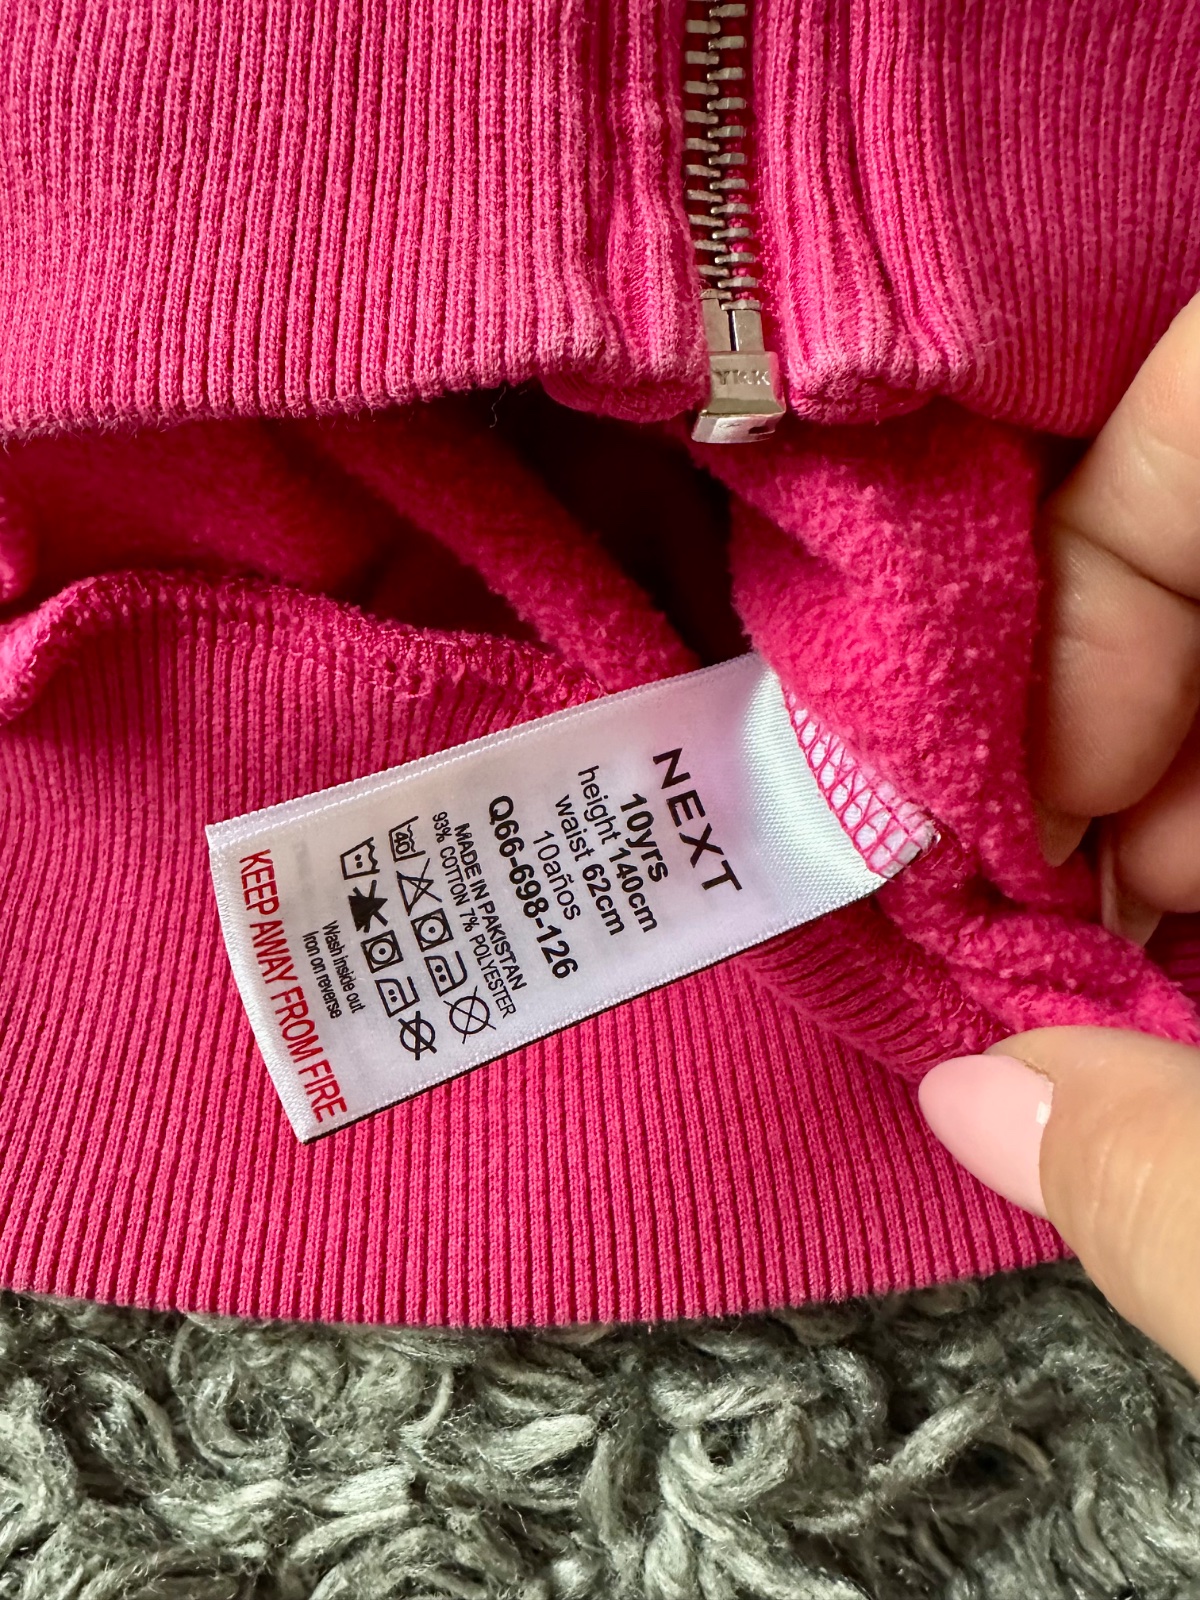 YKK
NEXT
10yrs
height 140cm
waist 62cm
10años
Q66-698-126
MADE IN PAKISTAN
93% COTTON 7% POLYESTER
40
Wash inside out
Iron on reverse
KEEP AWAY FROM FIRE